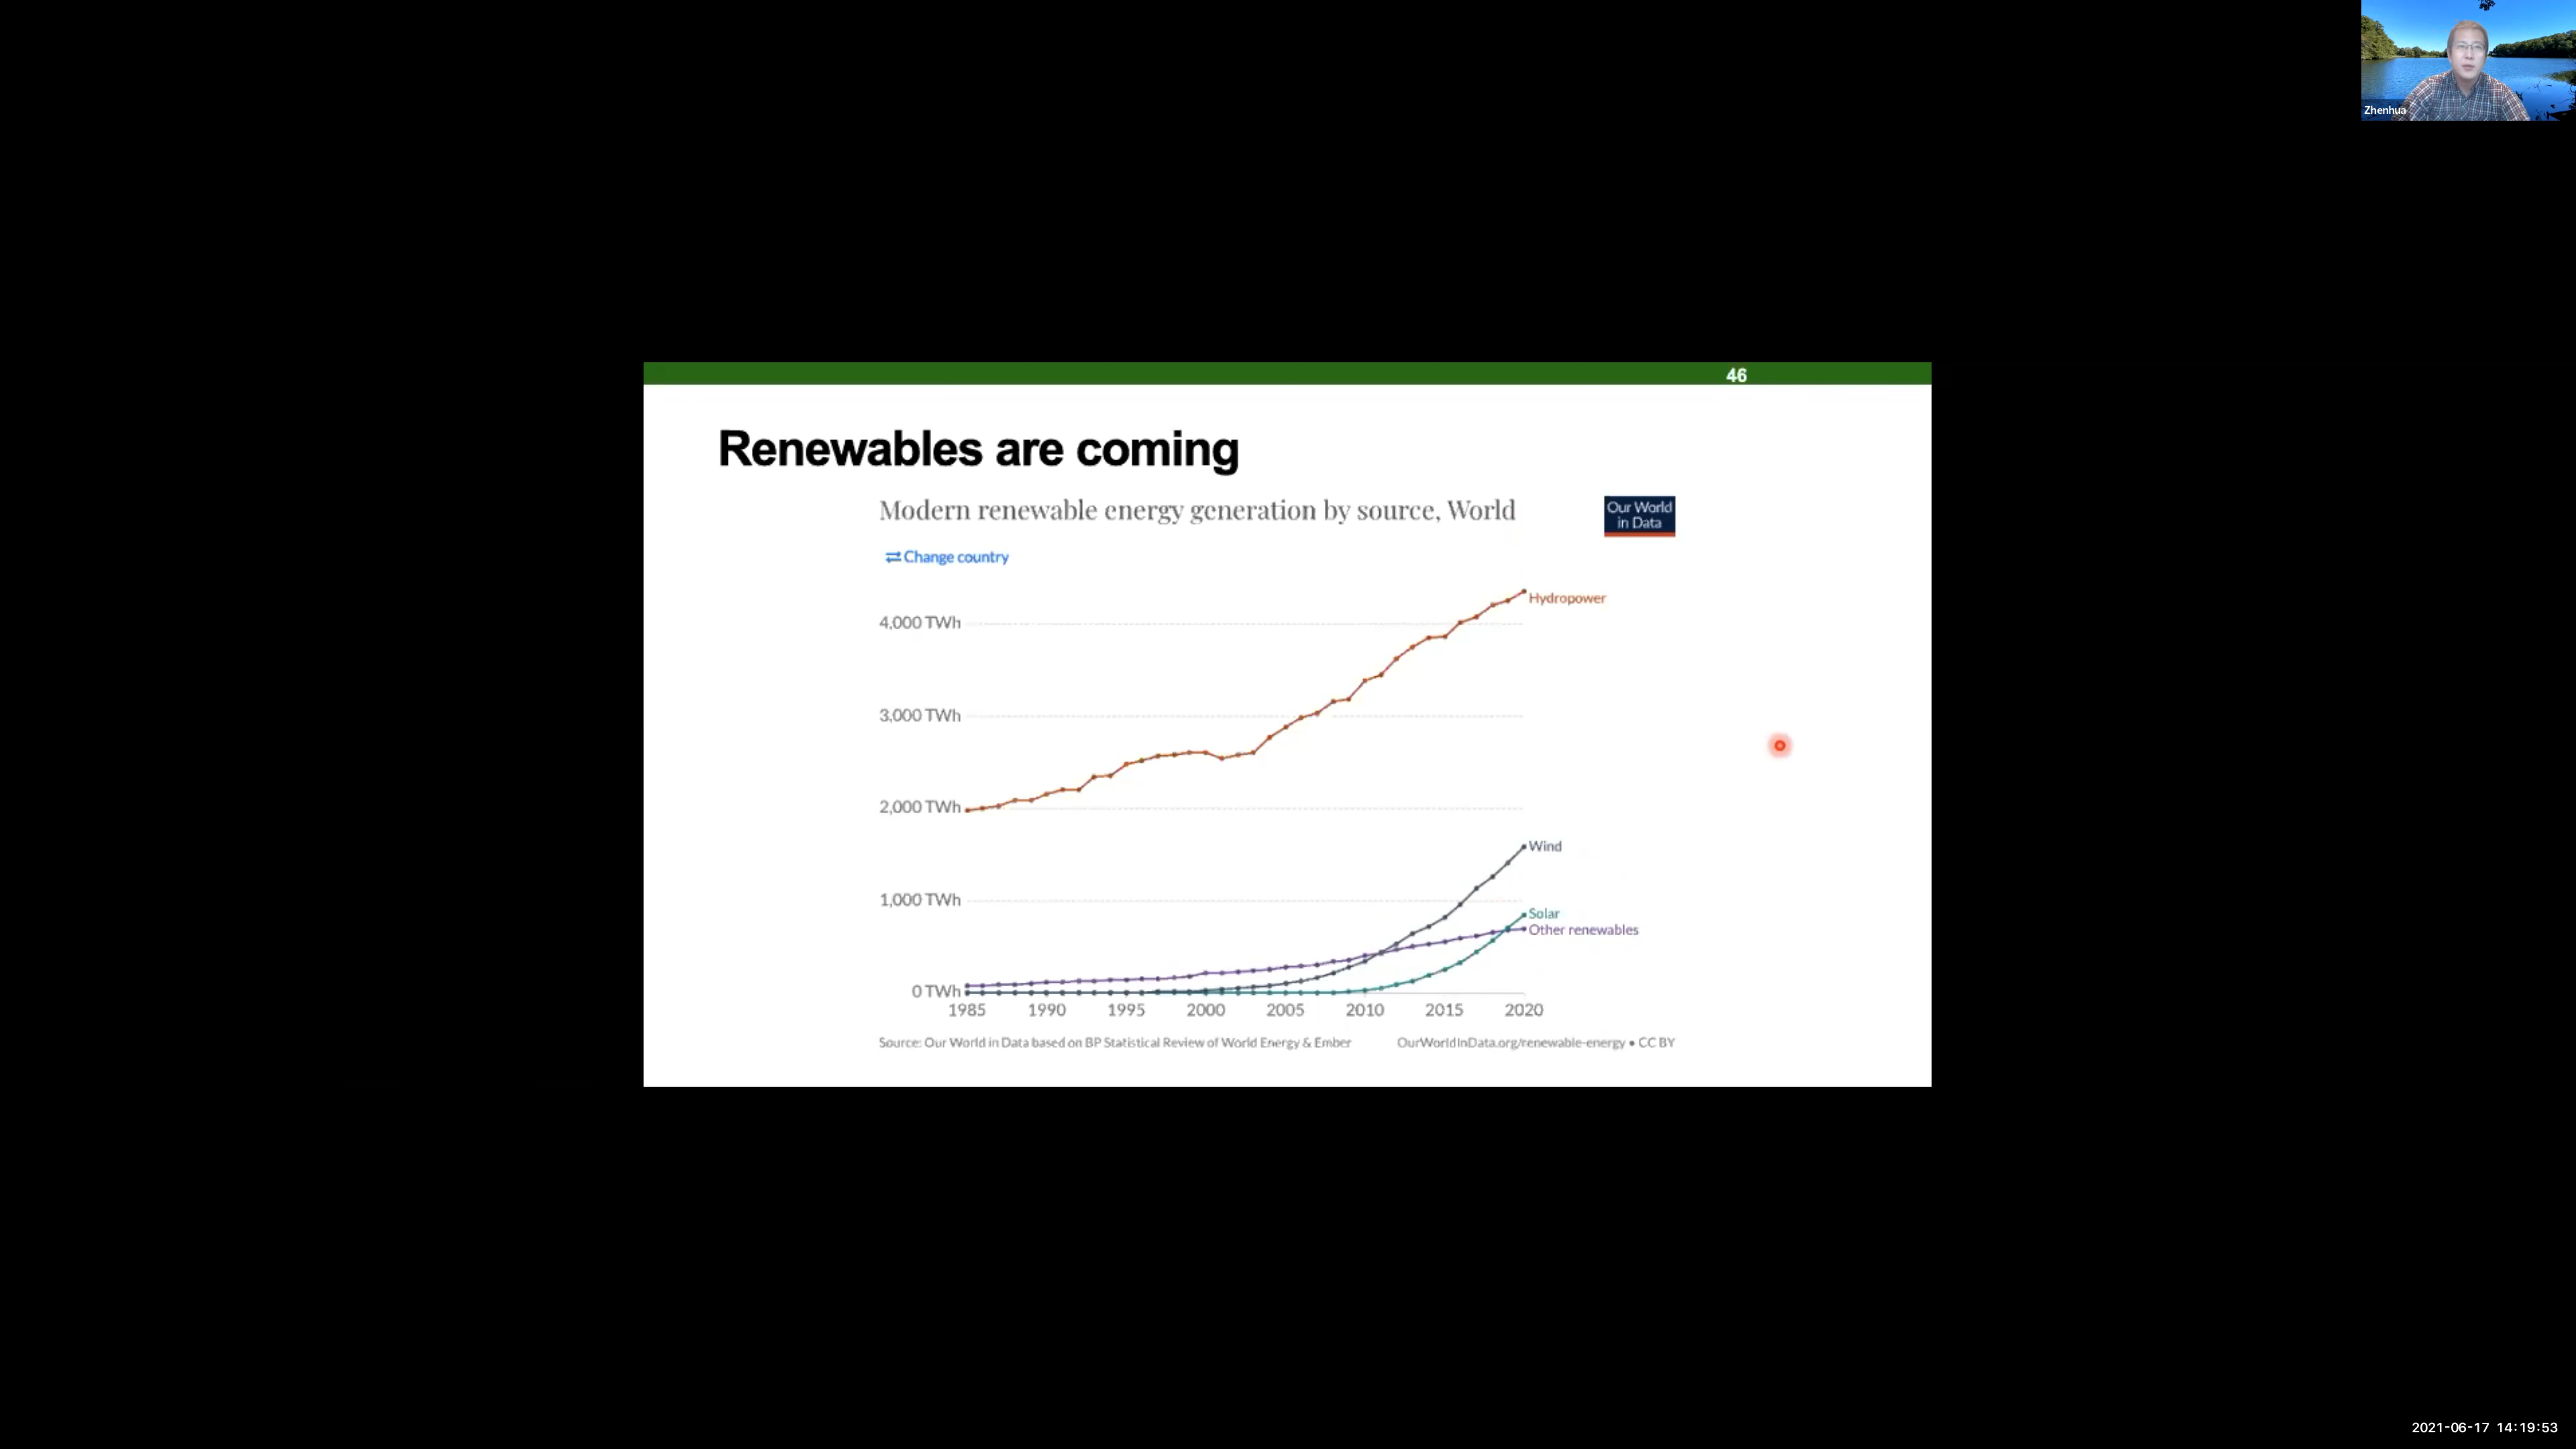 Zhenhua
46
Renewables are coming
Modern renewable energy generation by source, World
Our World
in Data
⇄ Change country
Hydropower
4,000 TWh
3,000 TWh
2,000 TWh
Wind
1,000 TWh
Solar
Other renewables
0 TWh
1985 1990 1995 2000 2005 2010 2015 2020
Source: Our World in Data based on BP Statistical Review of World Energy & Ember
OurWorldInData.org/renewable-energy • CC BY
2021-06-17 14:19:53